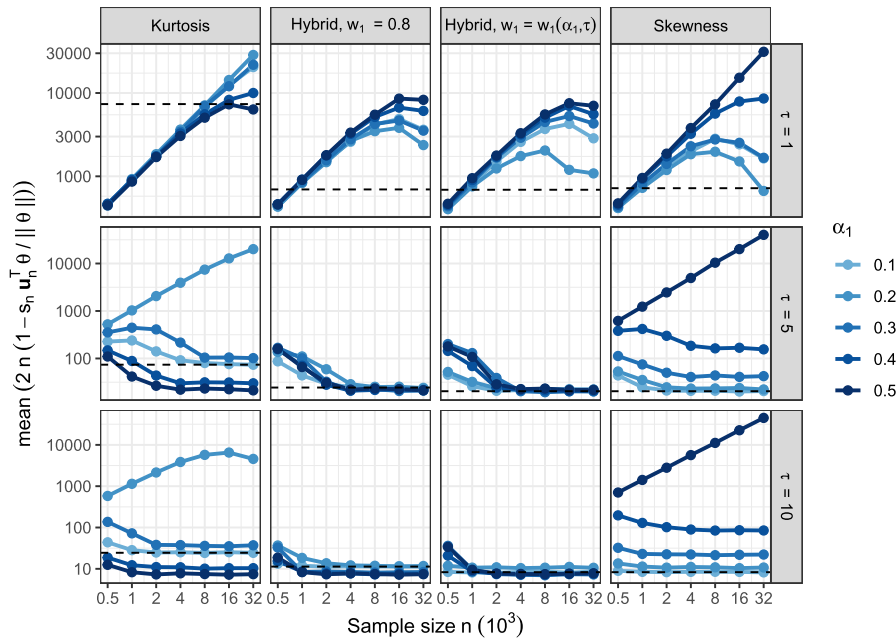 Kurtosis
Hybrid, w₁ = 0.8
Hybrid, w₁ = w₁(α₁,τ)
Skewness
mean (2 n (1 − sₙ uₙᵀ θ / || θ ||))
30000
10000
3000
1000
τ = 1
10000
1000
100
τ = 5
10000
1000
100
10
τ = 10
0.5 1 2 4 8 16 32
0.5 1 2 4 8 16 32
0.5 1 2 4 8 16 32
0.5 1 2 4 8 16 32
Sample size n (10³)
α₁
0.1
0.2
0.3
0.4
0.5